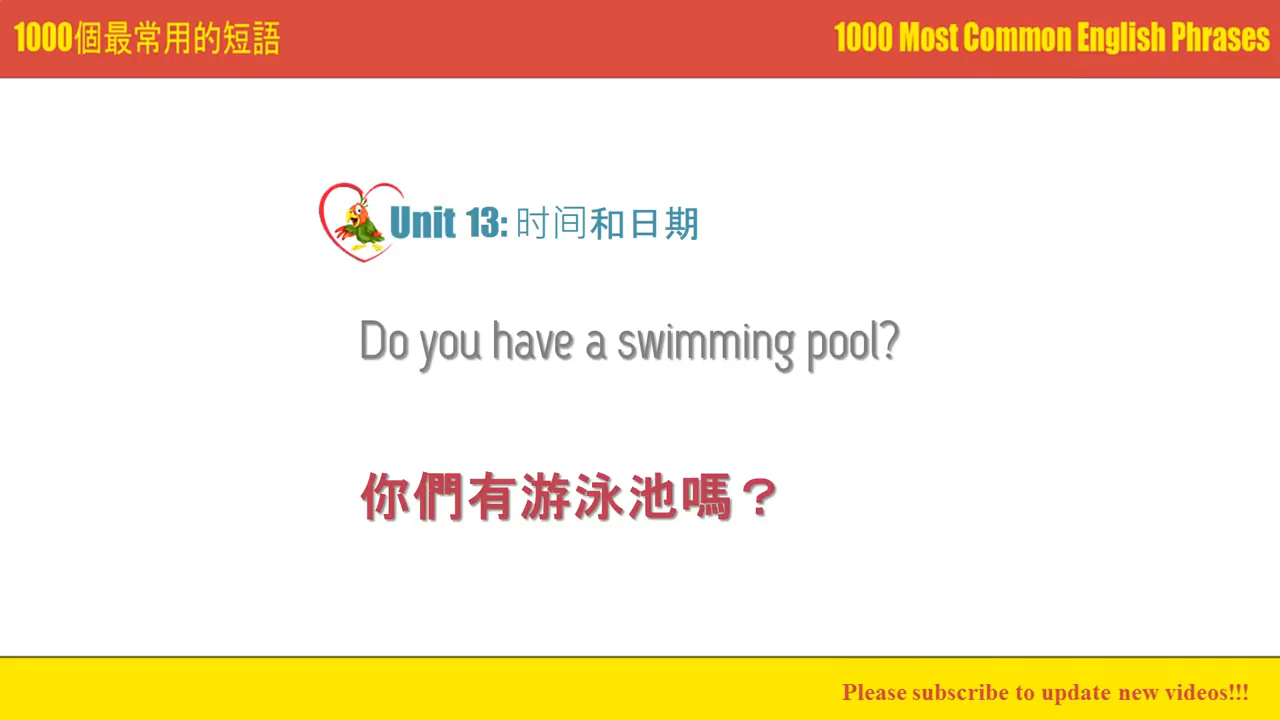 1000個最常用的短語
1000 Most Common English Phrases
Unit 13: 时间和日期
Do you have a swimming pool?
你們有游泳池嗎？
Please subscribe to update new videos!!!